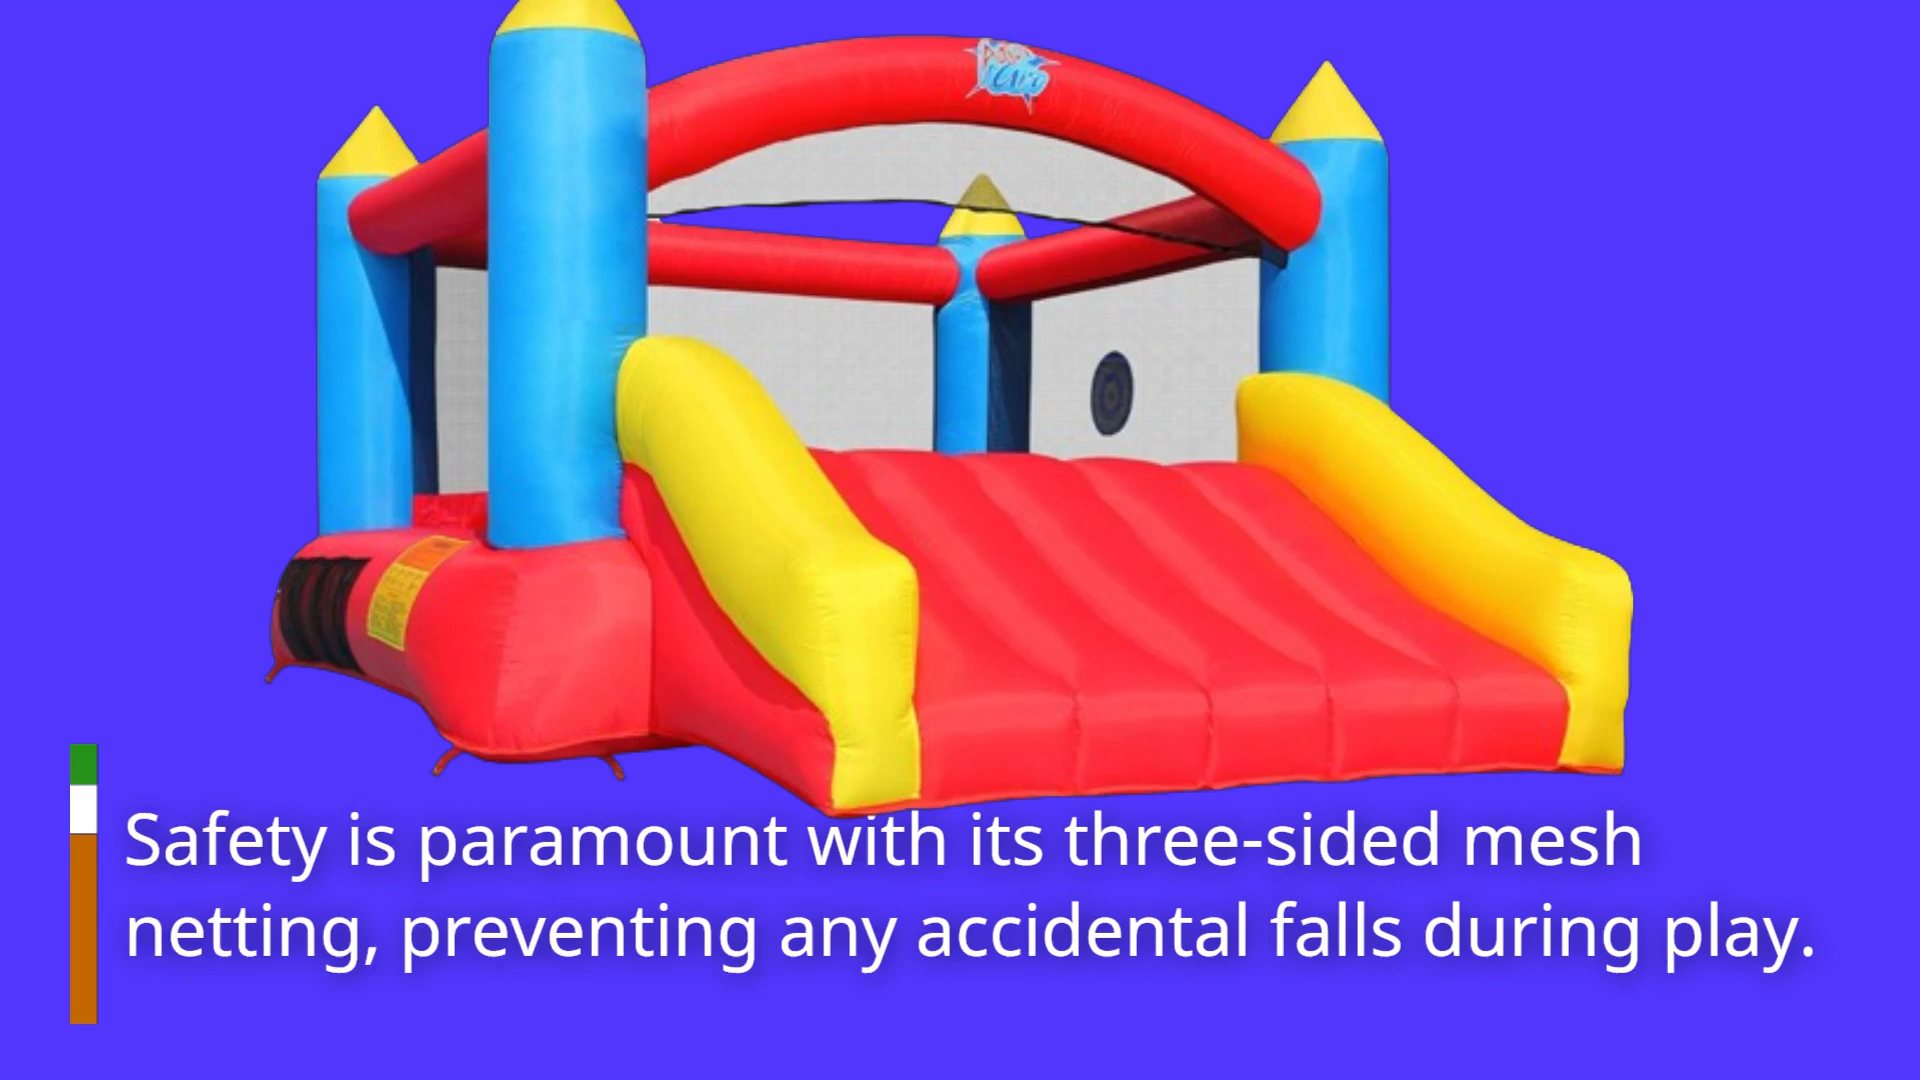 Safety is paramount with its three-sided mesh
netting, preventing any accidental falls during play.